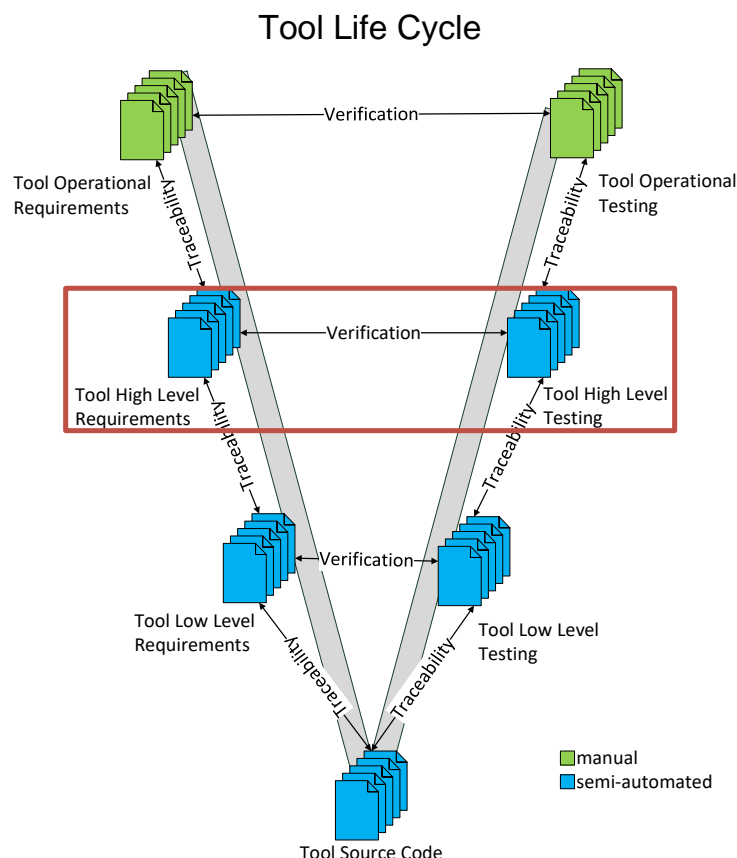 Tool Life Cycle
Verification
Tool Operational
Requirements
Tool Operational
Testing
Traceability
Traceability
Verification
Tool High Level
Requirements
Tool High Level
Testing
Traceability
Traceability
Verification
Tool Low Level
Requirements
Tool Low Level
Testing
Traceability
Traceability
manual
semi-automated
Tool Source Code